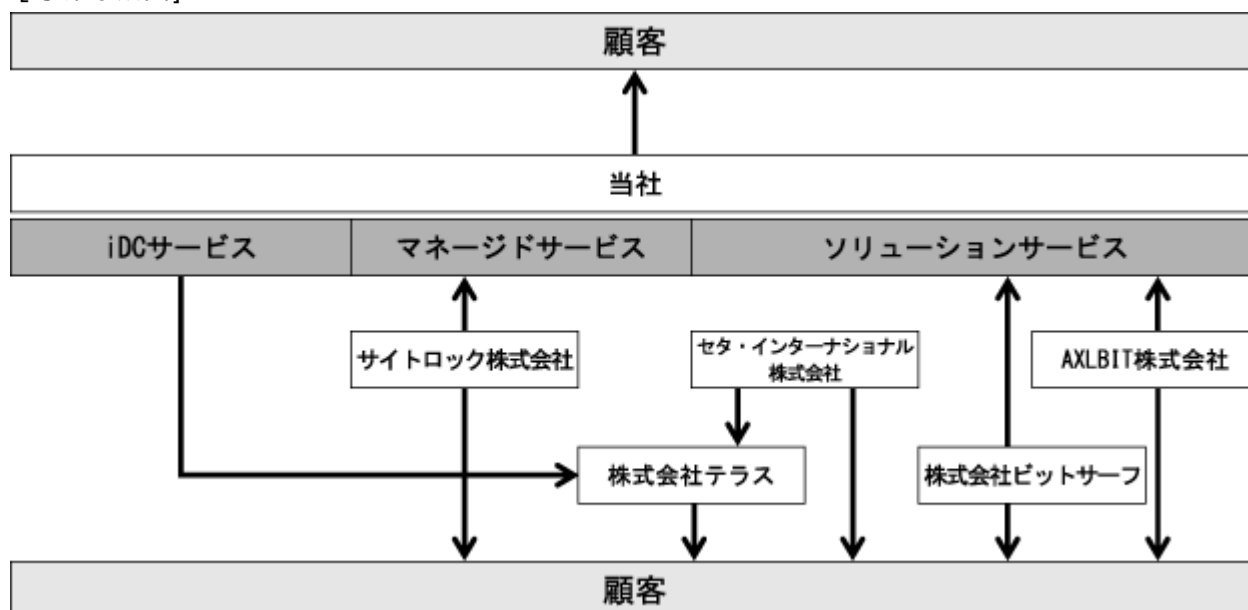 顧客
当社
iDCサービス
マネージドサービス
ソリューションサービス
サイトロック株式会社
セタ・インターナショナル
株式会社
AXLBIT株式会社
株式会社テラス
株式会社ビットサーフ
顧客